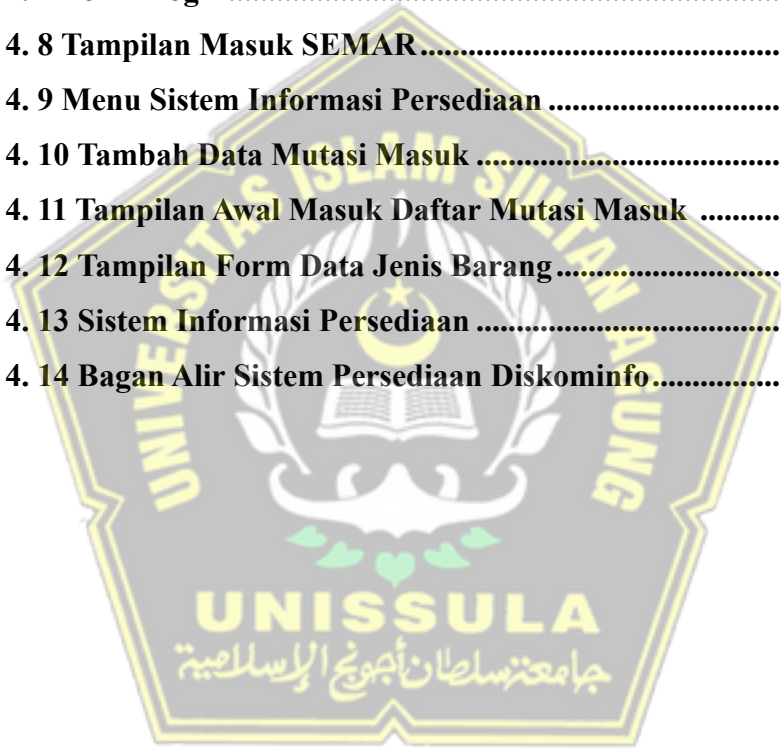 4. 8 Tampilan Masuk SEMAR............................................
4. 9 Menu Sistem Informasi Persediaan ............................
4. 10 Tambah Data Mutasi Masuk .....................................
4. 11 Tampilan Awal Masuk Daftar Mutasi Masuk ...........
4. 12 Tampilan Form Data Jenis Barang...........................
4. 13 Sistem Informasi Persediaan .....................................
4. 14 Bagan Alir Sistem Persediaan Diskominfo................
UNIVERSITAS ISLAM SULTAN AGUNG
UNISSULA
جامعة سلطان أجونج الإسلامية